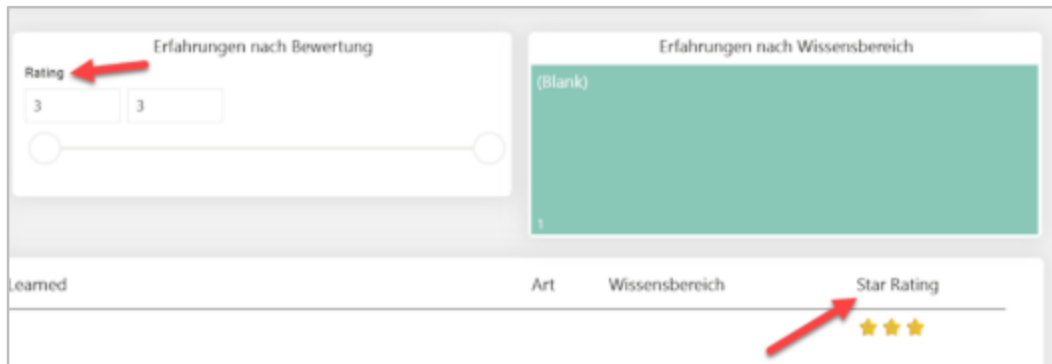 Erfahrungen nach Bewertung
Rating
3 3
Erfahrungen nach Wissensbereich
(Blank)
1
Learned Art Wissensbereich Star Rating